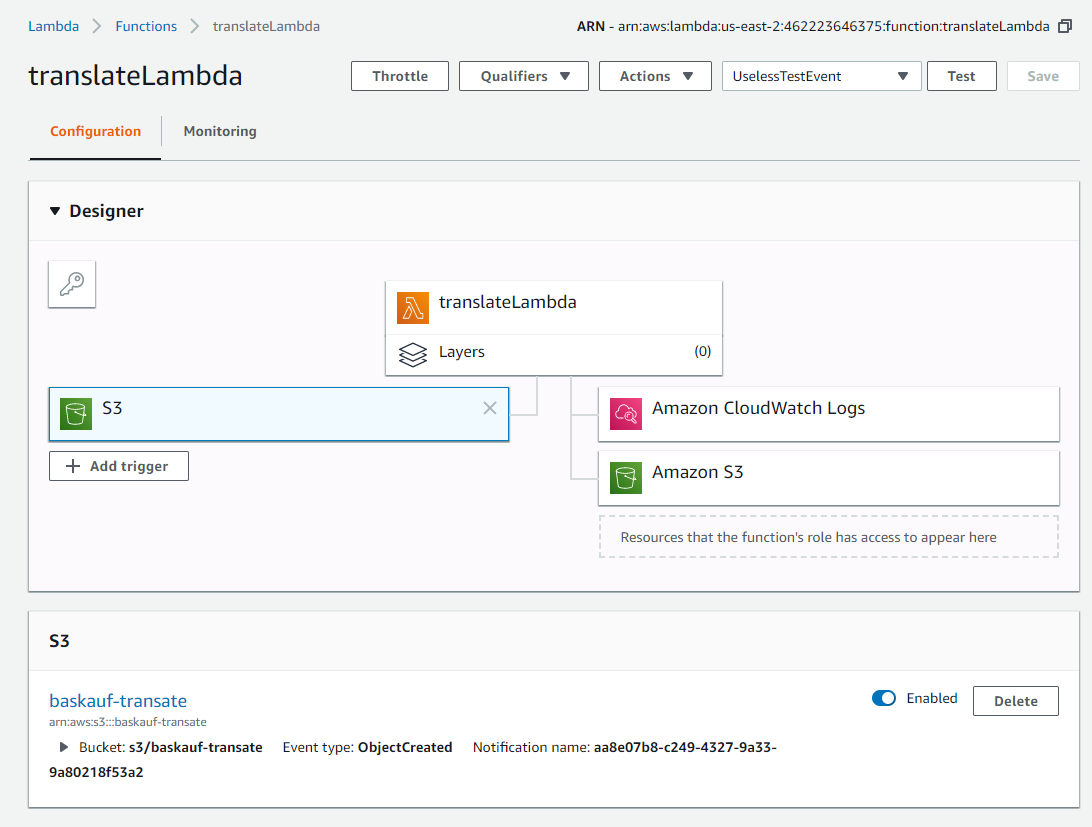 Lambda > Functions > translateLambda
ARN - arn:aws:lambda:us-east-2:462223646375:function:translateLambda
translateLambda
Throttle
Qualifiers
Actions
UselessTestEvent
Test
Save
Configuration
Monitoring
Designer
translateLambda
Layers
(0)
S3
Amazon CloudWatch Logs
Add trigger
Amazon S3
Resources that the function's role has access to appear here
S3
baskauf-transate
Enabled
Delete
arn:aws:s3:::baskauf-transate
Bucket: s3/baskauf-transate Event type: ObjectCreated Notification name: aa8e07b8-c249-4327-9a33-
9a80218f53a2